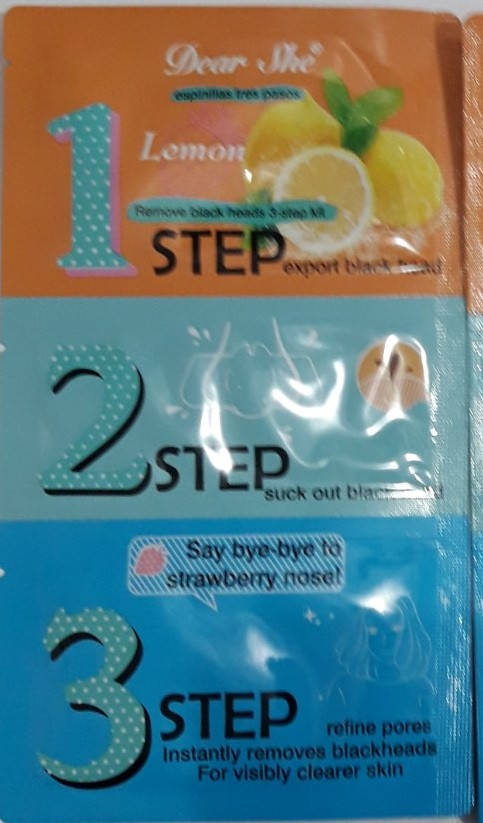 Dear She®
espinillas tres pasos
1
Lemon
Remove black heads 3-step kit
STEP
export black head
2
STEP
suck out black
Say bye-bye to
strawberry nose!
3
STEP
refine pores
Instantly removes blackheads
For visibly clearer skin